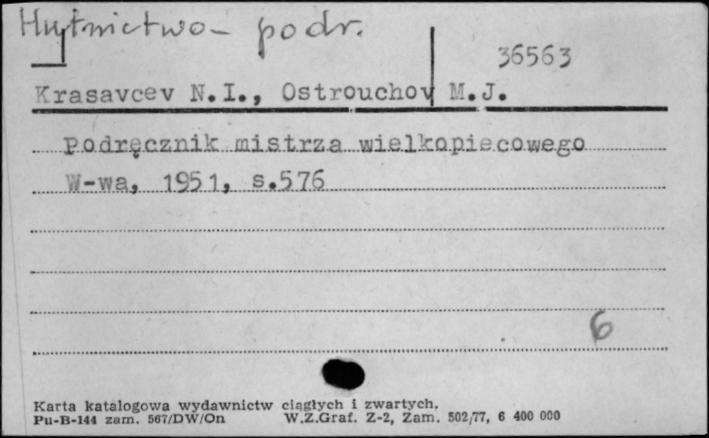 Hutnictwo - podr.
36563
Krasavcev N.I., Ostrouchov M.J.
Podręcznik mistrza wielkopiecowego
W-wa, 1951, s.576
6
Karta katalogowa wydawnictw ciągłych i zwartych.
Pu-B-144 zam. 567/DW/On W.Z.Graf. Z-2, Zam. 502/77, 6 400 000